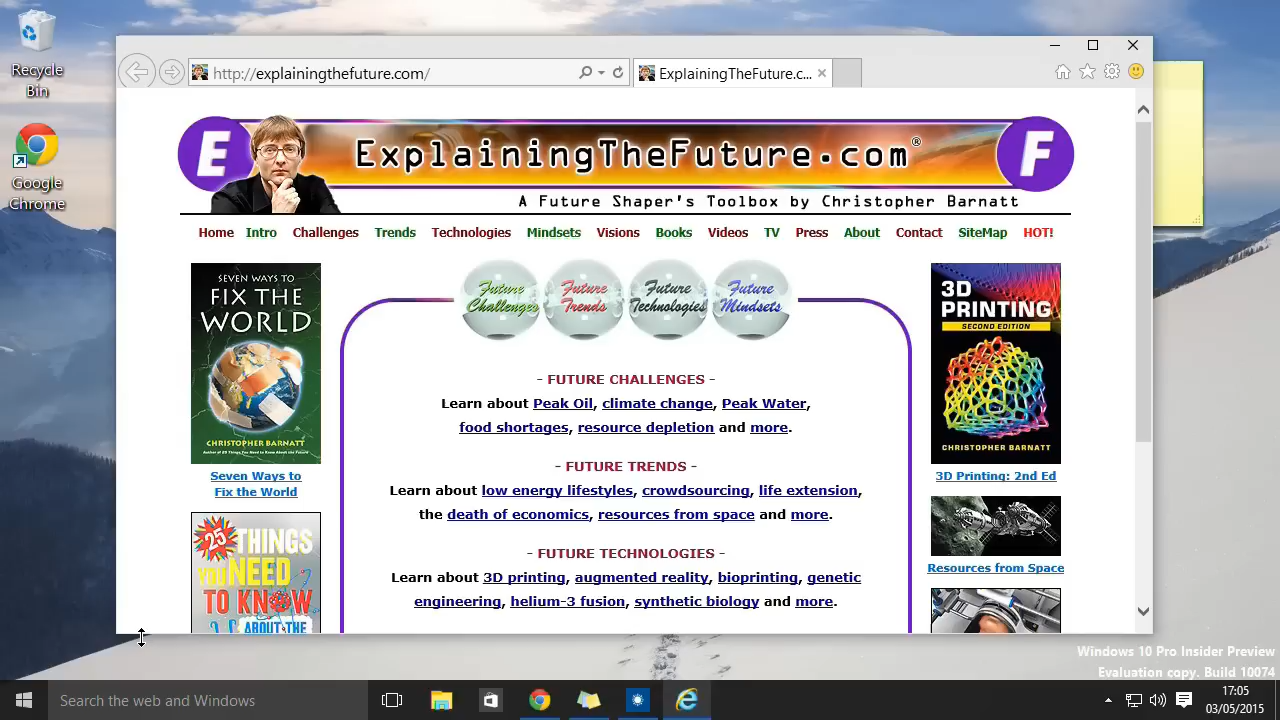 Recycle
Bin
Google
Chrome
http://explainingthefuture.com/
ExplainingTheFuture.c...
E
ExplainingTheFuture.com®
F
A Future Shaper's Toolbox by Christopher Barnatt
Home Intro Challenges Trends Technologies Mindsets Visions Books Videos TV Press About Contact SiteMap HOT!
SEVEN WAYS TO
FIX THE
WORLD
CHRISTOPHER BARNATT
Seven Ways to
Fix the World
25 THINGS
YOU NEED
TO KNOW
ABOUT THE
Future Challenges
Future Trends
Future Technologies
Future Mindsets
- FUTURE CHALLENGES -
Learn about Peak Oil, climate change, Peak Water,
food shortages, resource depletion and more.
- FUTURE TRENDS -
Learn about low energy lifestyles, crowdsourcing, life extension,
the death of economics, resources from space and more.
- FUTURE TECHNOLOGIES -
Learn about 3D printing, augmented reality, bioprinting, genetic
engineering, helium-3 fusion, synthetic biology and more.
3D
PRINTING
SECOND EDITION
CHRISTOPHER BARNATT
3D Printing: 2nd Ed
Resources from Space
Windows 10 Pro Insider Preview
Evaluation copy. Build 10074
Search the web and Windows
17:05
03/05/2015